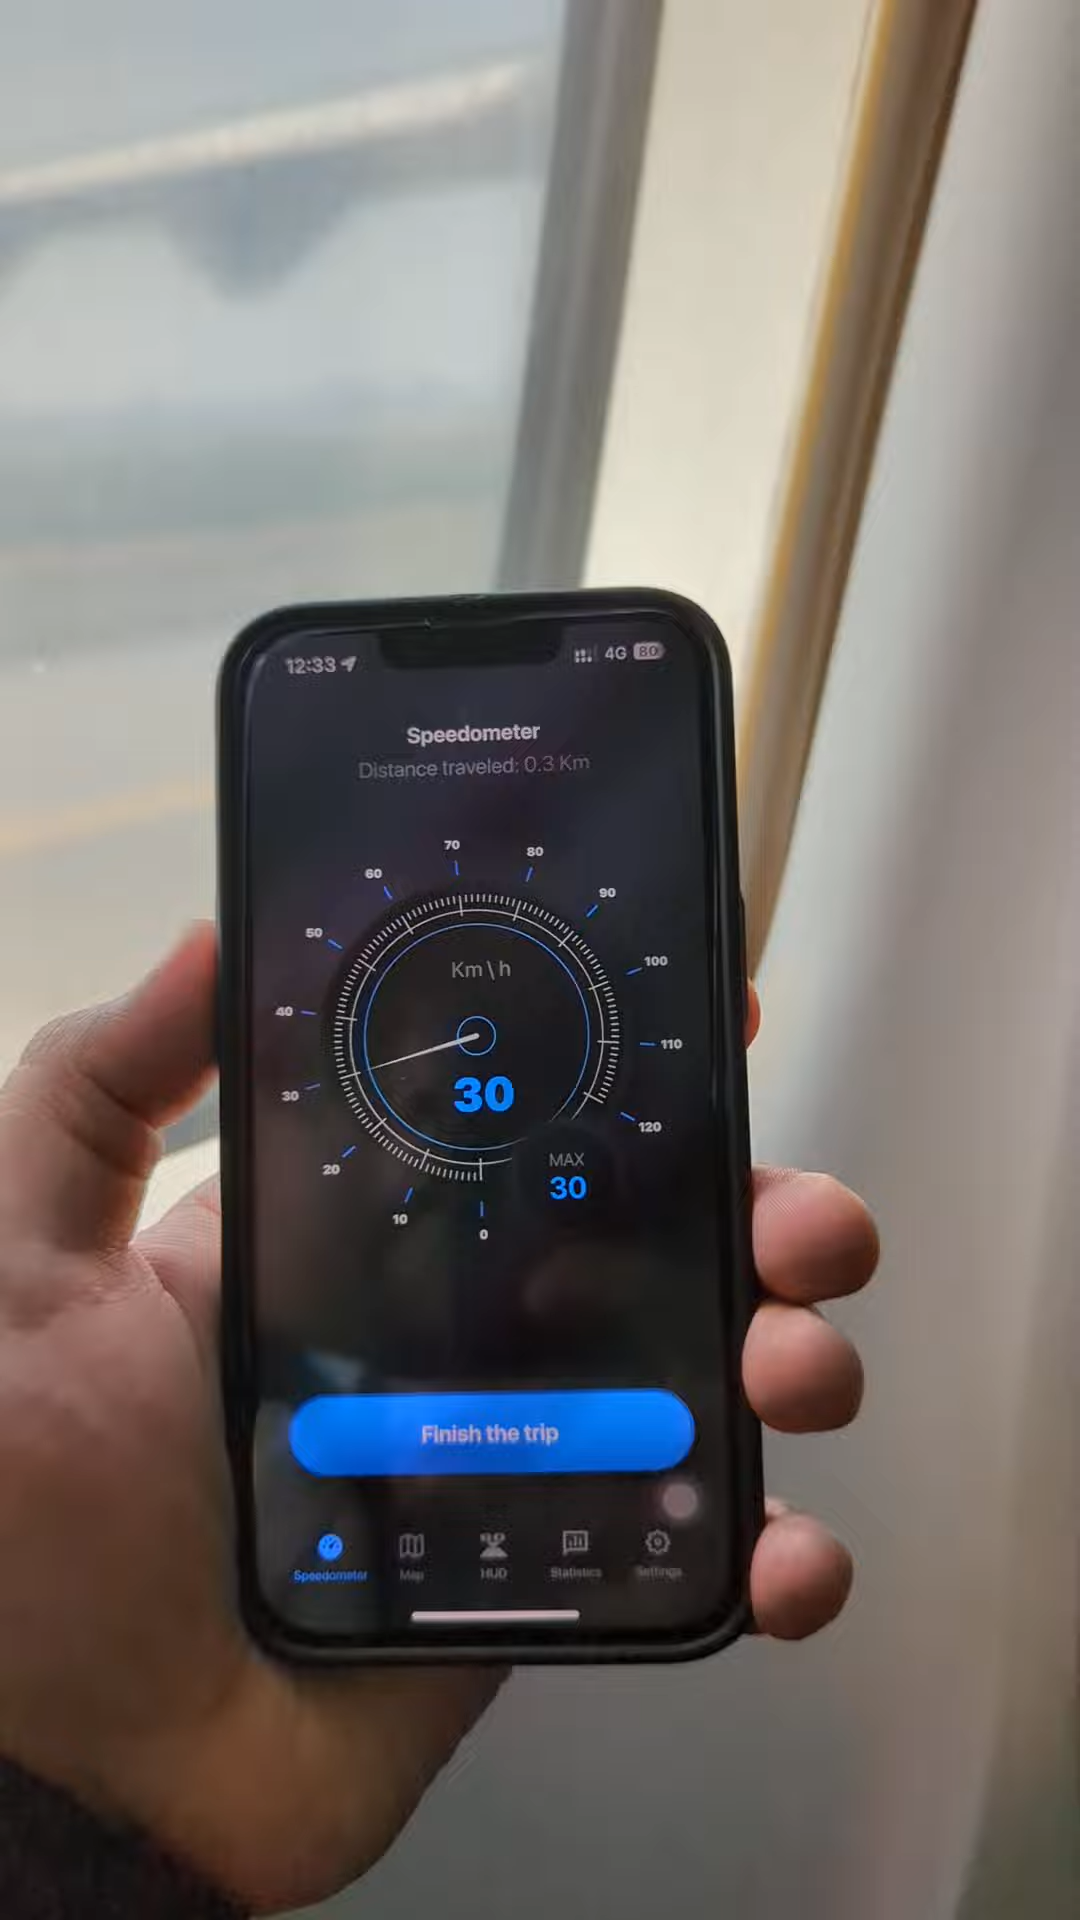 12:33 4G 80
Speedometer
Distance traveled: 0.3 Km
70
80
60
90
50
Km\h
100
40
110
30
30
120
20
MAX
30
10
0
Finish the trip
Speedometer Map HUD Statistics Settings